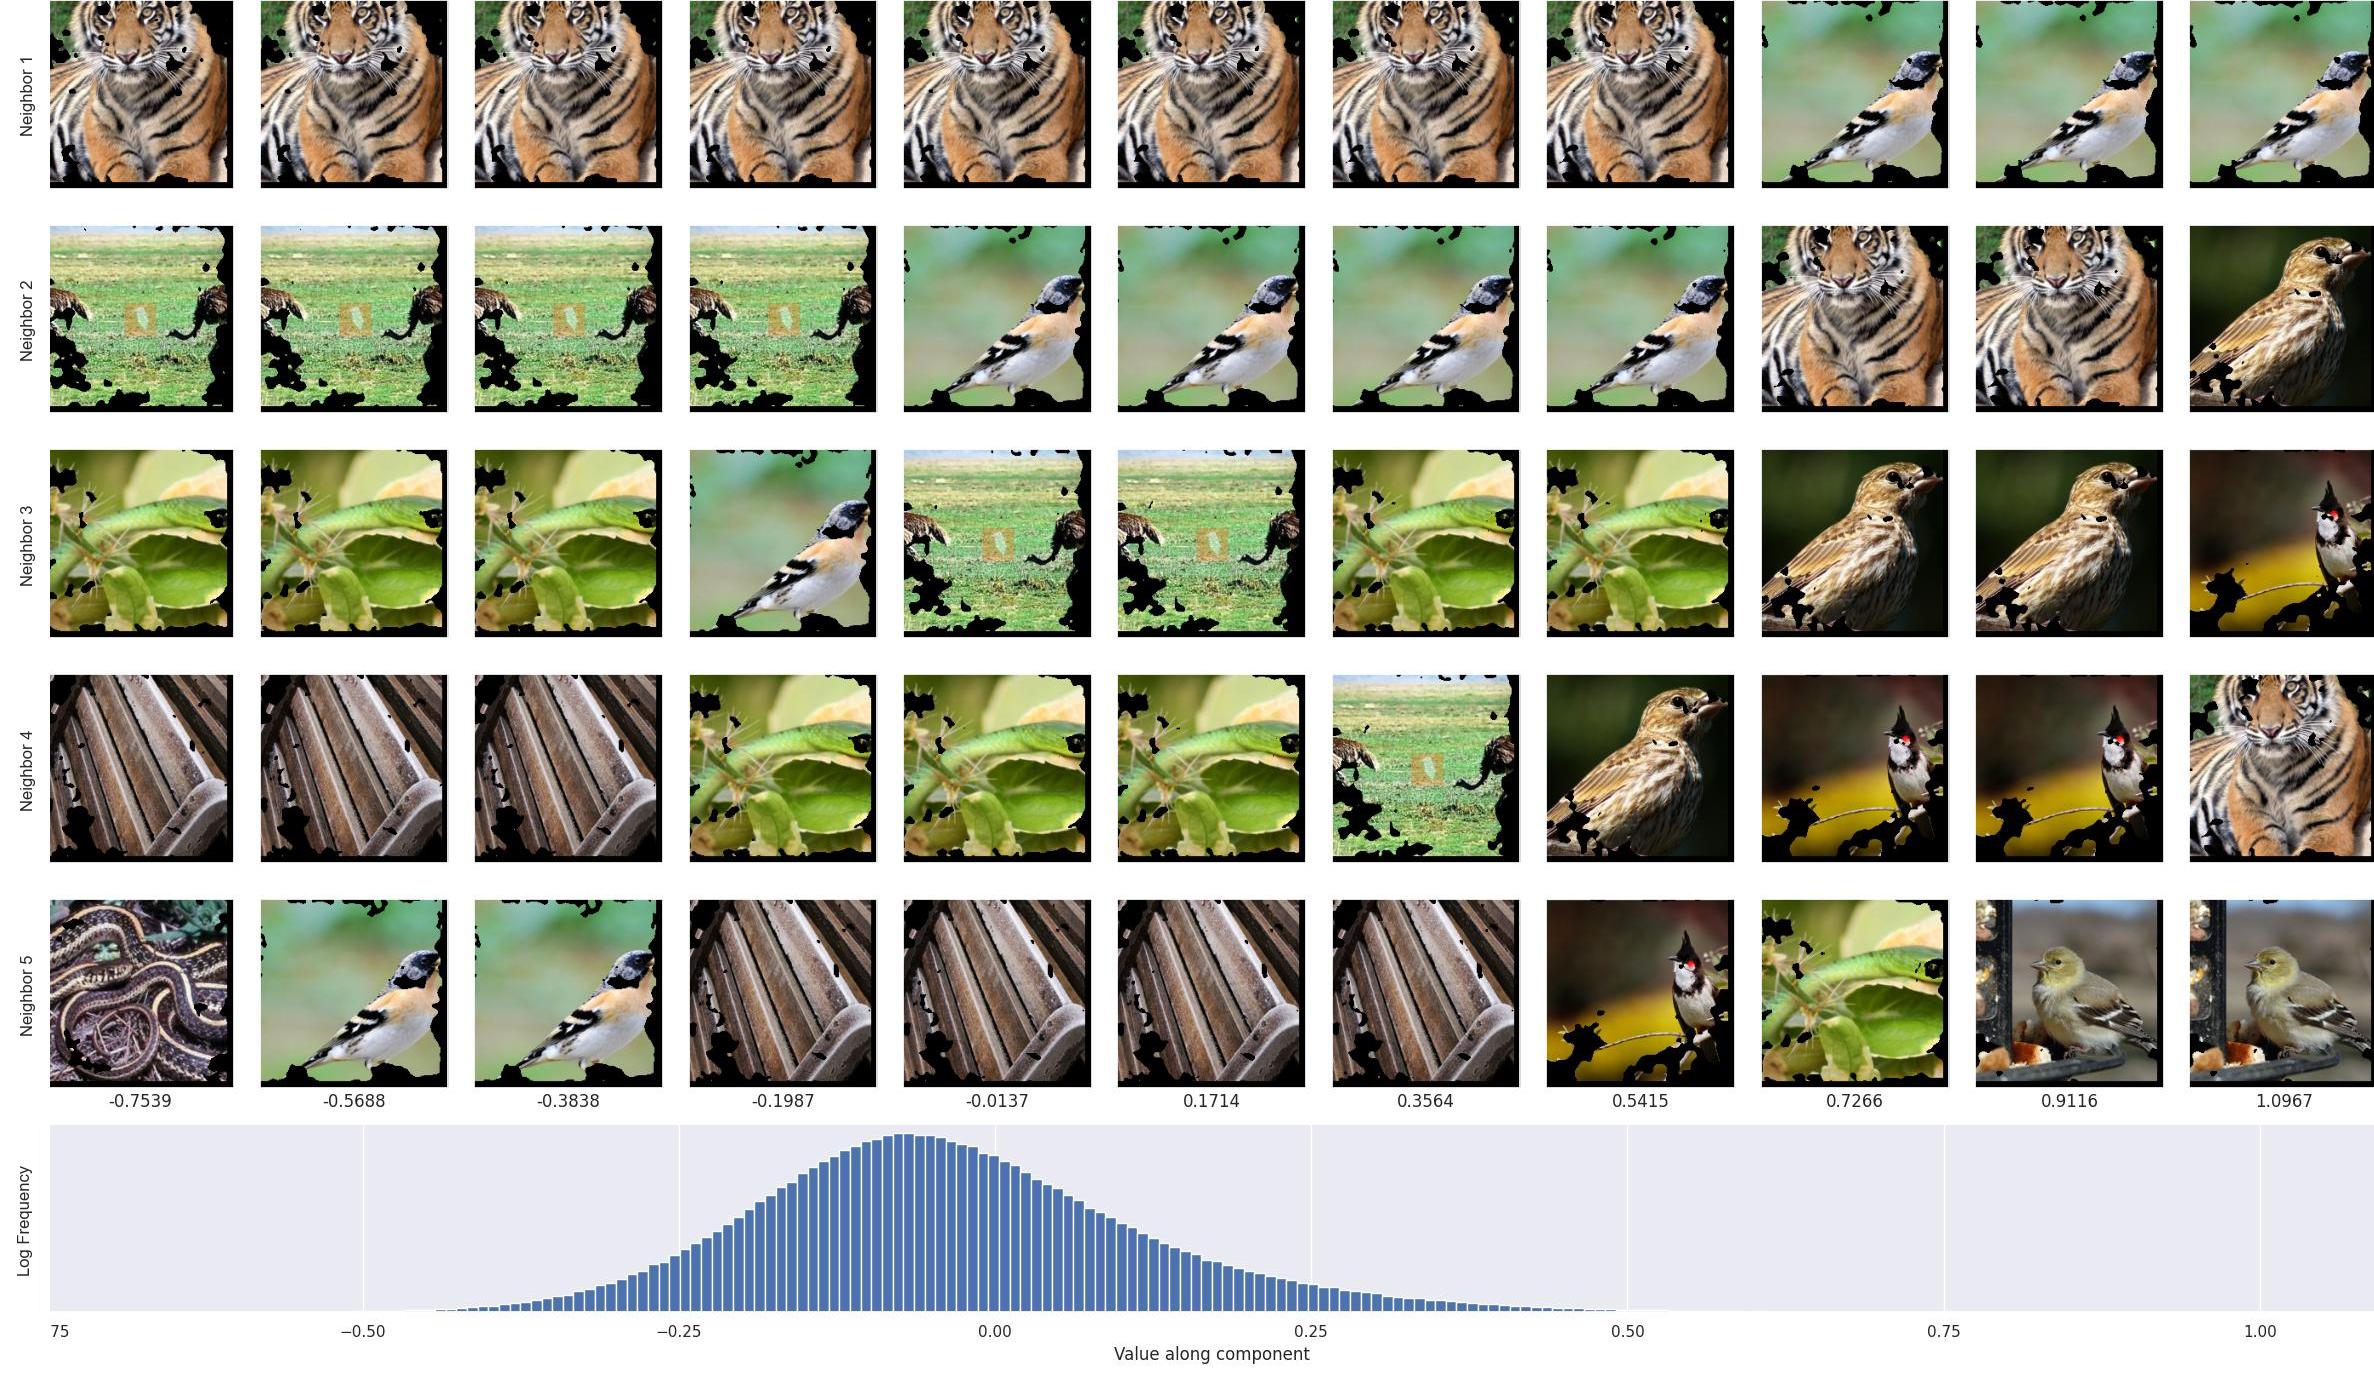 Neighbor 1
Neighbor 2
Neighbor 3
Neighbor 4
Neighbor 5
-0.7539 -0.5688 -0.3838 -0.1987 -0.0137 0.1714 0.3564 0.5415 0.7266 0.9116 1.0967
Log Frequency
75 −0.50 −0.25 0.00 0.25 0.50 0.75 1.00
Value along component